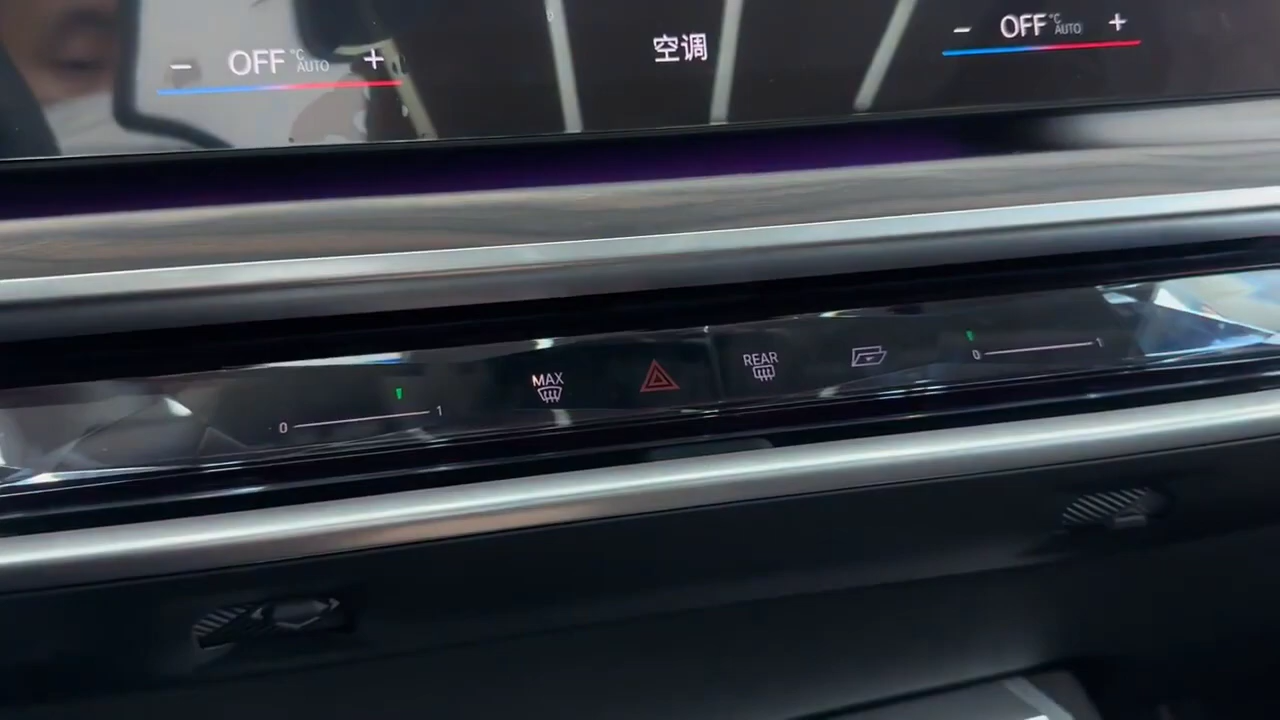 − OFF °C AUTO +
空调
− OFF °C AUTO +
0 1
MAX
REAR
0 1